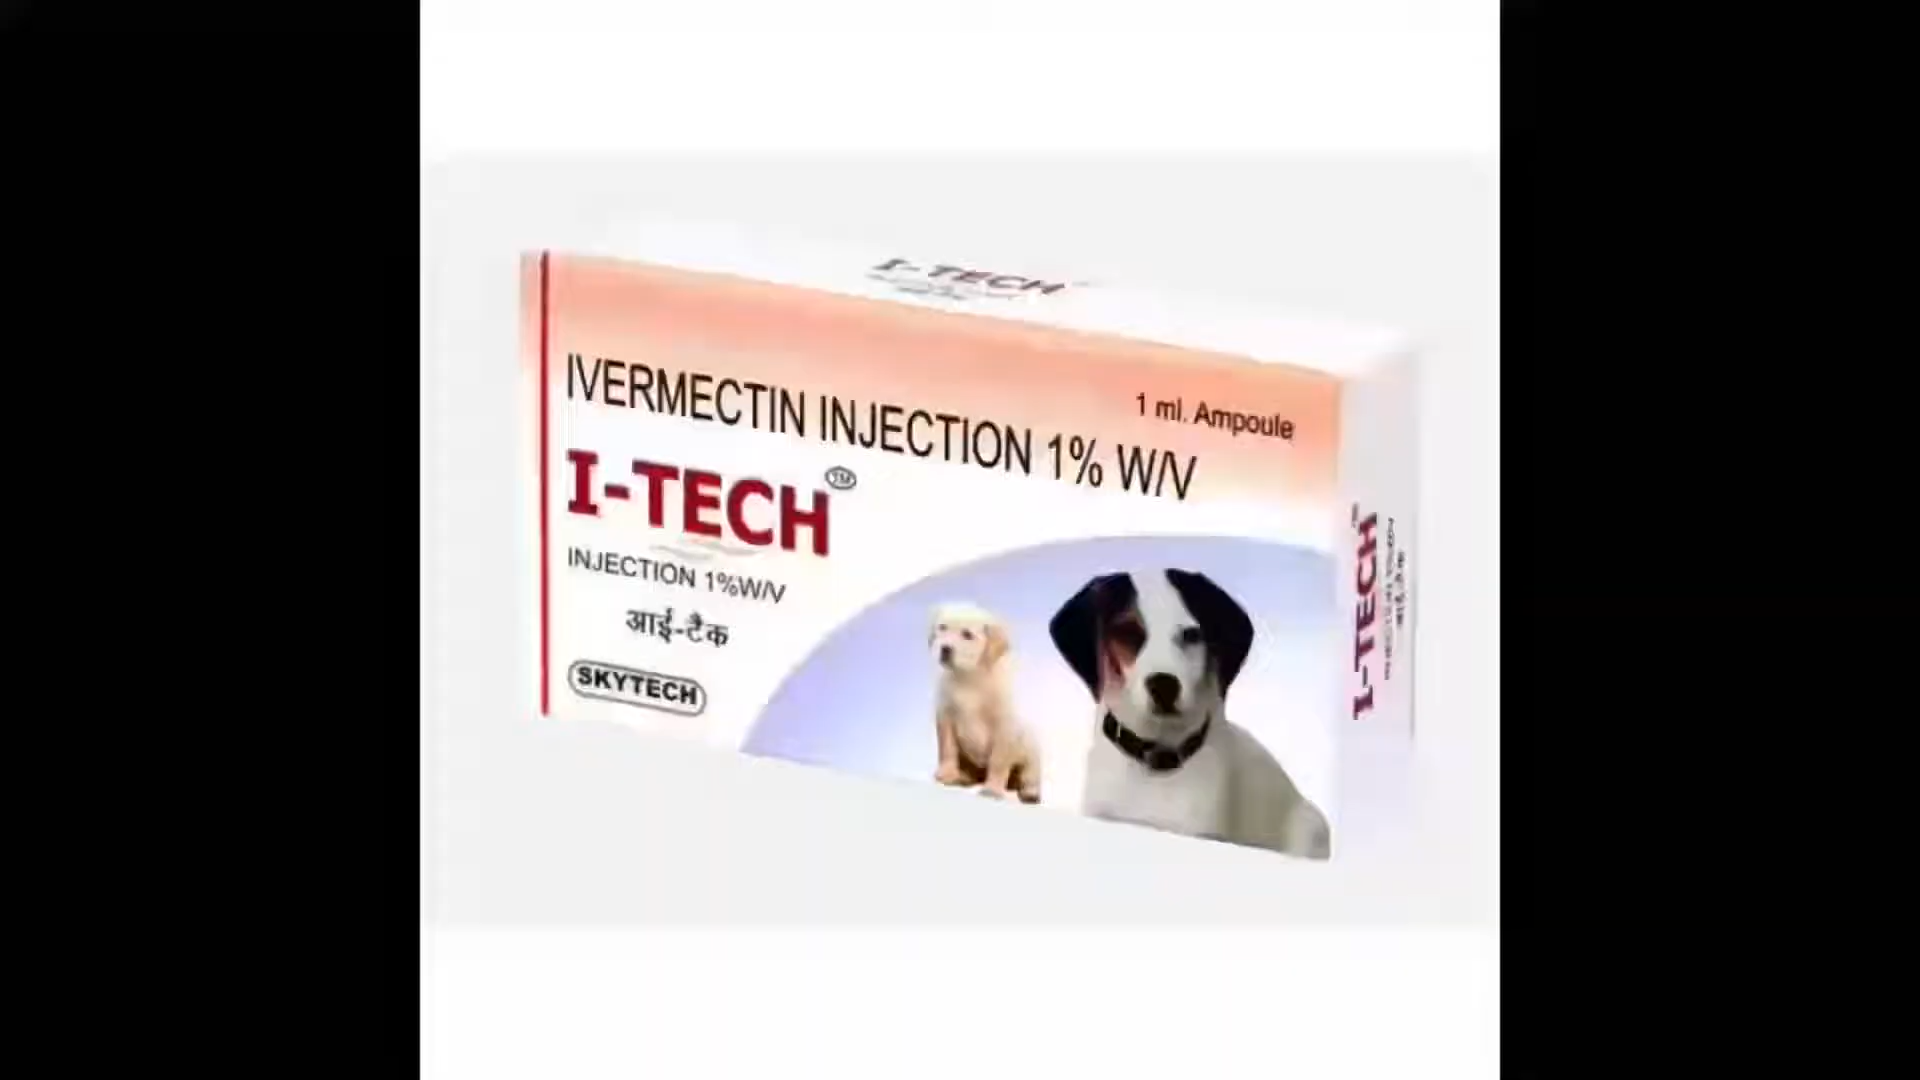 I-TECH
IVERMECTIN INJECTION 1% W/V
1 ml. Ampoule
I-TECH™
INJECTION 1%W/V
आई-टैक
SKYTECH
I-TECH